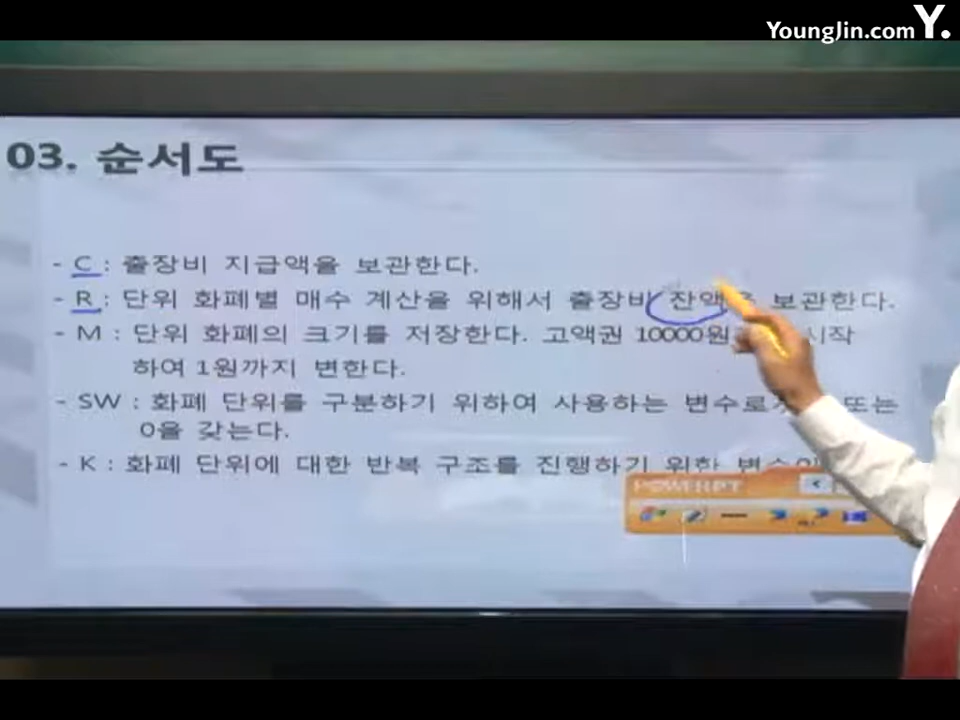 YoungJin.com Y.
03. 순서도
- C : 출장비 지급액을 보관한다.
- R : 단위 화폐별 매수 계산을 위해서 출장비 잔액을 보관한다.
- M : 단위 화폐의 크기를 저장한다. 고액권 10000원 시작
하여 1원까지 변한다.
- SW : 화폐 단위를 구분하기 위하여 사용하는 변수로 또는
0을 갖는다.
- K : 화폐 단위에 대한 반복 구조를 진행하기 위한
POWERPT